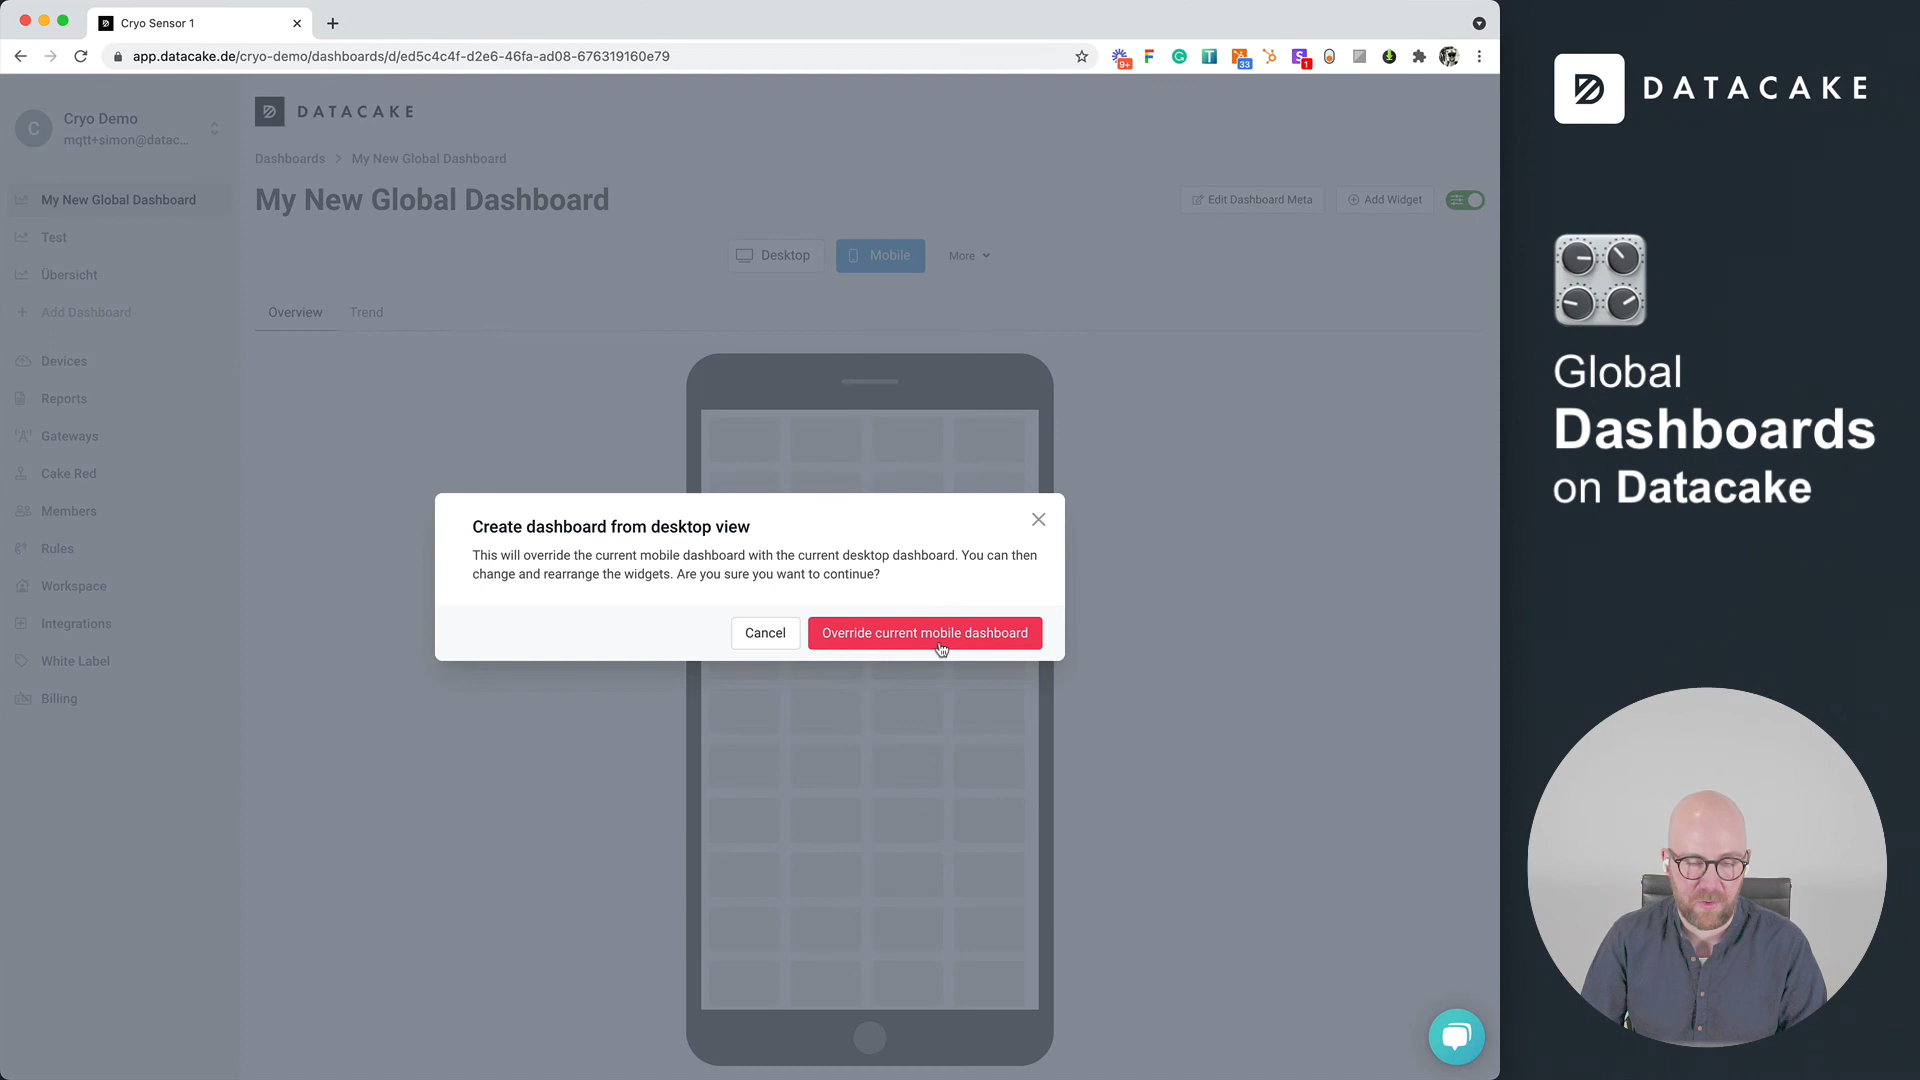 Cryo Sensor 1
app.datacake.de/cryo-demo/dashboards/d/ed5c4c4f-d2e6-46fa-ad08-676319160e79
9+
33
1
DATACAKE
C
Cryo Demo
mqtt+simon@datac...
DATACAKE
Dashboards > My New Global Dashboard
My New Global Dashboard
Edit Dashboard Meta
Add Widget
My New Global Dashboard
Test
Übersicht
Add Dashboard
Devices
Reports
Gateways
Cake Red
Members
Rules
Workspace
Integrations
White Label
Billing
Desktop
Mobile
More
Overview
Trend
Create dashboard from desktop view
This will override the current mobile dashboard with the current desktop dashboard. You can then
change and rearrange the widgets. Are you sure you want to continue?
Cancel
Override current mobile dashboard
Global
Dashboards
on Datacake